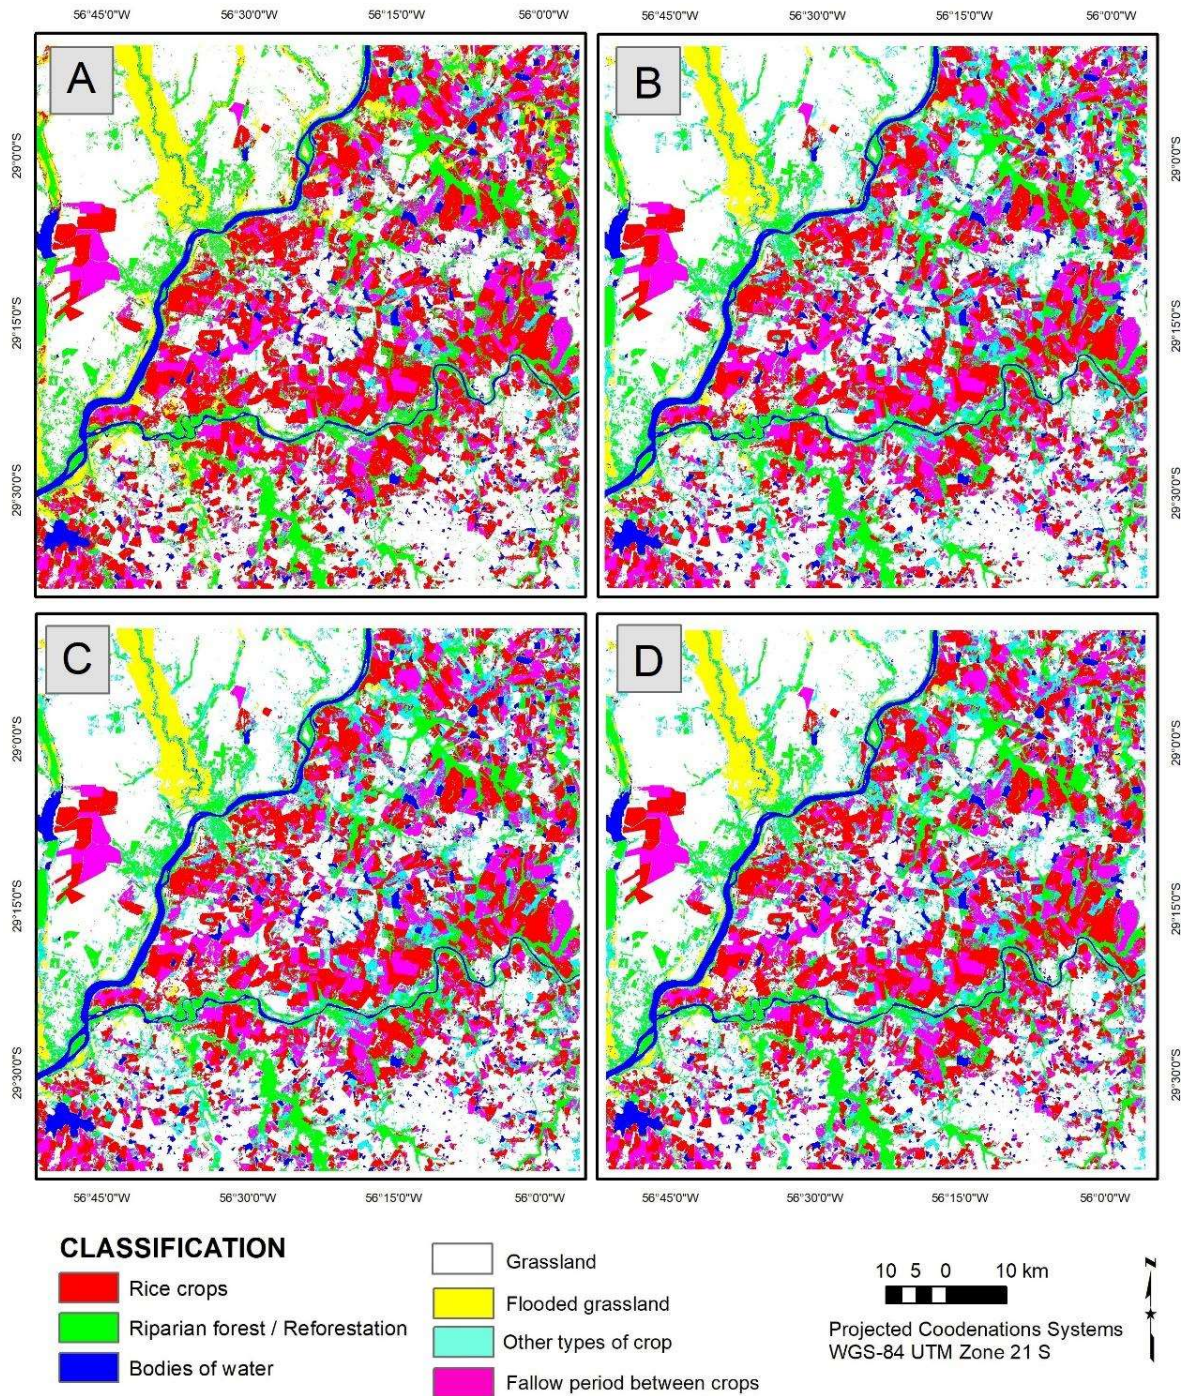 56°45'0"W 56°30'0"W 56°15'0"W 56°0'0"W 56°45'0"W 56°30'0"W 56°15'0"W 56°0'0"W
A B
29°0'0"S 29°0'0"S
29°15'0"S 29°15'0"S
29°30'0"S 29°30'0"S
C D
29°0'0"S 29°0'0"S
29°15'0"S 29°15'0"S
29°30'0"S 29°30'0"S
56°45'0"W 56°30'0"W 56°15'0"W 56°0'0"W 56°45'0"W 56°30'0"W 56°15'0"W 56°0'0"W
CLASSIFICATION
Rice crops
Riparian forest / Reforestation
Bodies of water
Grassland
Flooded grassland
Other types of crop
Fallow period between crops
10 5 0 10 km
Projected Coodenations Systems
WGS-84 UTM Zone 21 S
N